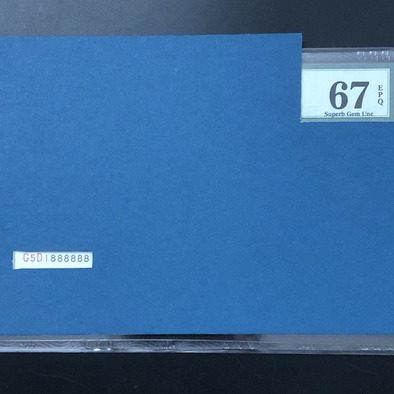 67
EPQ
Superb Gem Unc
G5D1888888